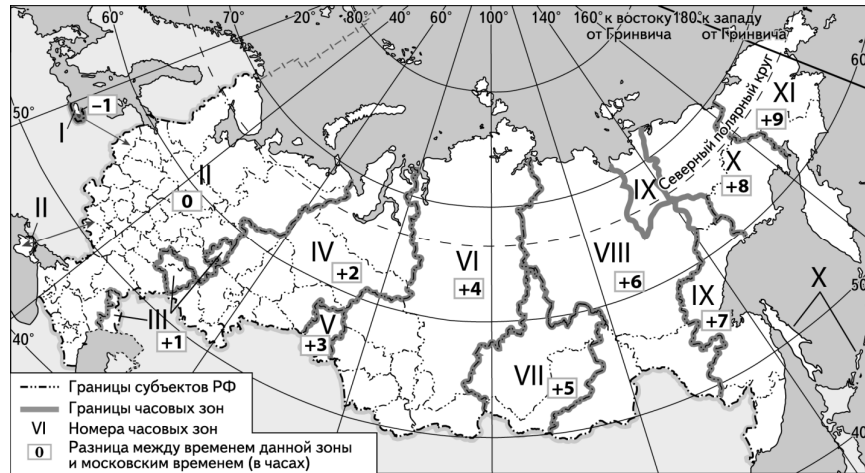 60°
70°
20°
80°
40°
60°
100°
140°
160° к востоку
от Гринвича
180° к западу
от Гринвича
60°
50°
–1
I
II
0
II
III
+1
40°
IV
+2
V
+3
VI
+4
VII
+5
VIII
+6
IX
IX
+7
X
+8
XI
+9
Северный полярный круг
X
50°
40°
Границы субъектов РФ
Границы часовых зон
VI Номера часовых зон
0 Разница между временем данной зоны
и московским временем (в часах)